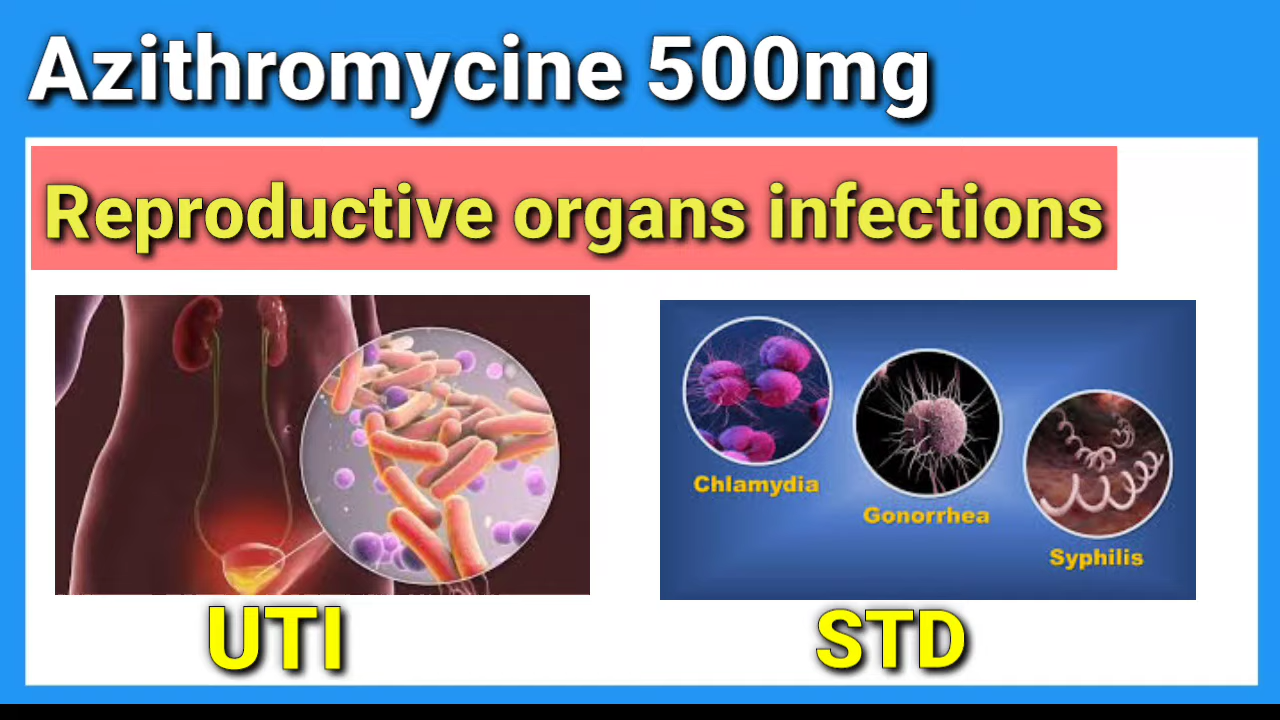 Azithromycine 500mg
Reproductive organs infections
Chlamydia
Gonorrhea
Syphilis
UTI
STD